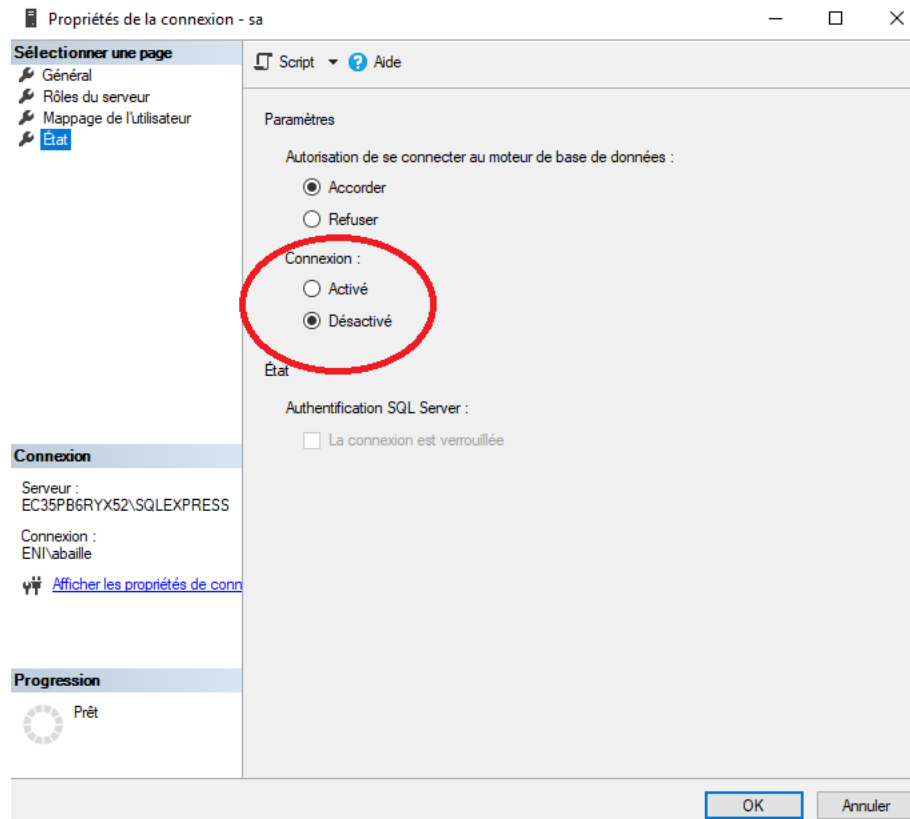 Propriétés de la connexion - sa
Sélectionner une page
Général
Rôles du serveur
Mappage de l'utilisateur
État
Script
? Aide
Paramètres
Autorisation de se connecter au moteur de base de données :
Accorder
Refuser
Connexion :
Activé
Désactivé
État
Authentification SQL Server :
La connexion est verrouillée
Connexion
Serveur :
EC35PB6RYX52\SQLEXPRESS
Connexion :
ENI\abaille
Afficher les propriétés de conn
Progression
Prêt
OK
Annuler